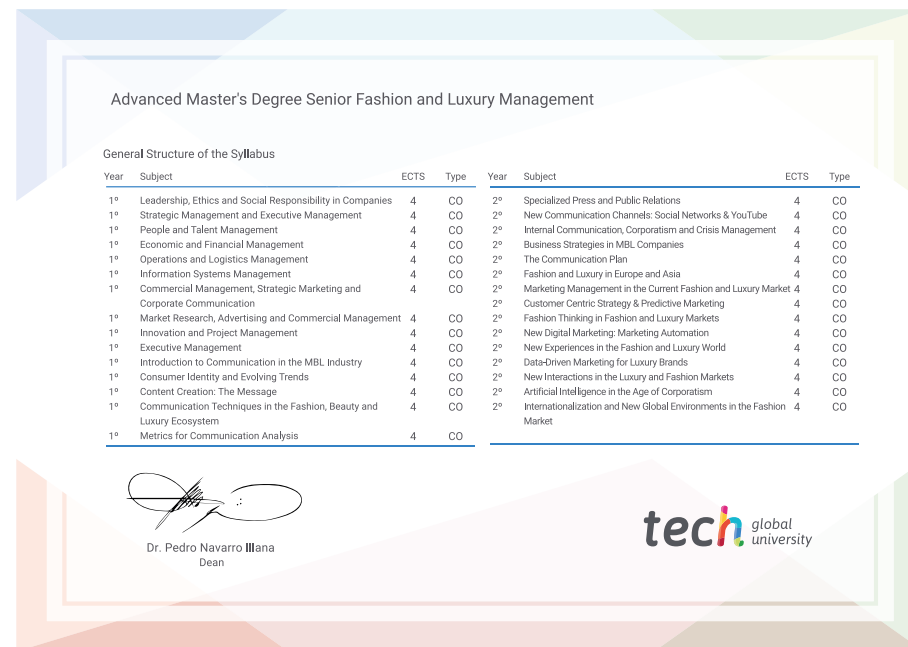 Advanced Master's Degree Senior Fashion and Luxury Management
General Structure of the Syllabus
Year Subject ECTS Type
1º Leadership, Ethics and Social Responsibility in Companies 4 CO
1º Strategic Management and Executive Management 4 CO
1º People and Talent Management 4 CO
1º Economic and Financial Management 4 CO
1º Operations and Logistics Management 4 CO
1º Information Systems Management 4 CO
1º Commercial Management, Strategic Marketing and 4 CO
Corporate Communication
1º Market Research, Advertising and Commercial Management 4 CO
1º Innovation and Project Management 4 CO
1º Executive Management 4 CO
1º Introduction to Communication in the MBL Industry 4 CO
1º Consumer Identity and Evolving Trends 4 CO
1º Content Creation: The Message 4 CO
1º Communication Techniques in the Fashion, Beauty and 4 CO
Luxury Ecosystem
1º Metrics for Communication Analysis 4 CO
Year Subject ECTS Type
2º Specialized Press and Public Relations 4 CO
2º New Communication Channels: Social Networks & YouTube 4 CO
2º Internal Communication, Corporatism and Crisis Management 4 CO
2º Business Strategies in MBL Companies 4 CO
2º The Communication Plan 4 CO
2º Fashion and Luxury in Europe and Asia 4 CO
2º Marketing Management in the Current Fashion and Luxury Market 4 CO
2º Customer Centric Strategy & Predictive Marketing 4 CO
2º Fashion Thinking in Fashion and Luxury Markets 4 CO
2º New Digital Marketing: Marketing Automation 4 CO
2º New Experiences in the Fashion and Luxury World 4 CO
2º Data-Driven Marketing for Luxury Brands 4 CO
2º New Interactions in the Luxury and Fashion Markets 4 CO
2º Artificial Intelligence in the Age of Corporatism 4 CO
2º Internationalization and New Global Environments in the Fashion 4 CO
Market
Dr. Pedro Navarro Illana
Dean
tech global
university